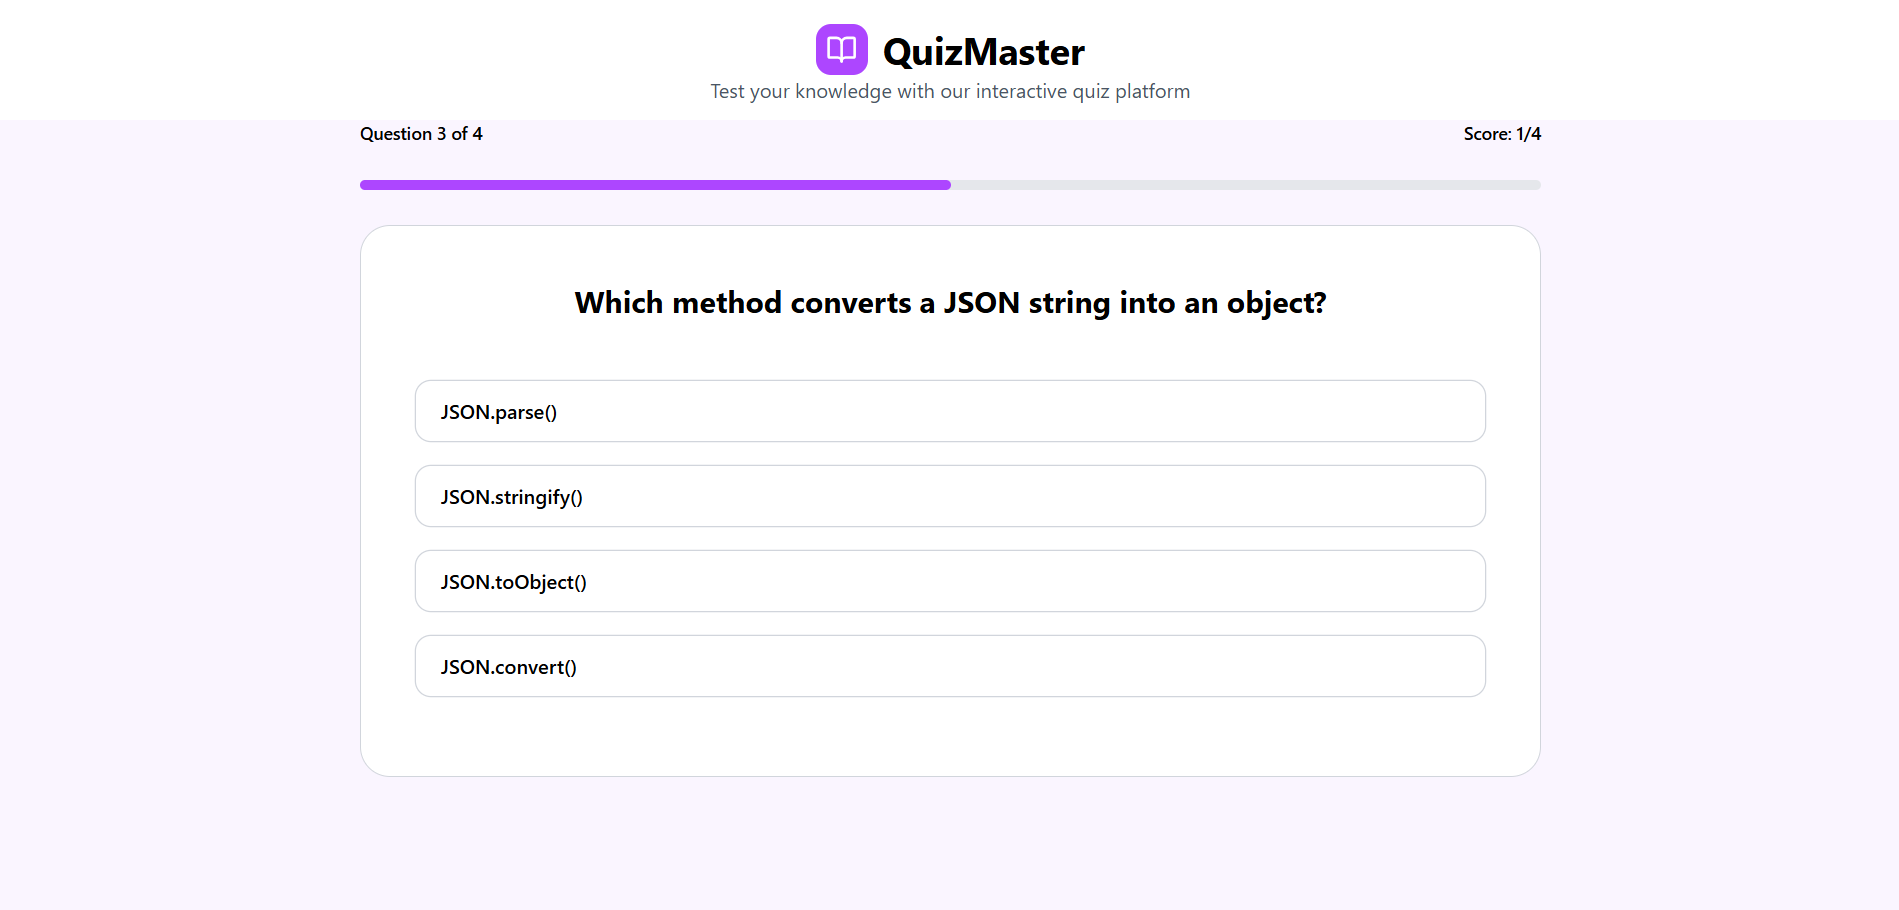 QuizMaster
Test your knowledge with our interactive quiz platform
Question 3 of 4
Score: 1/4
Which method converts a JSON string into an object?
JSON.parse()
JSON.stringify()
JSON.toObject()
JSON.convert()